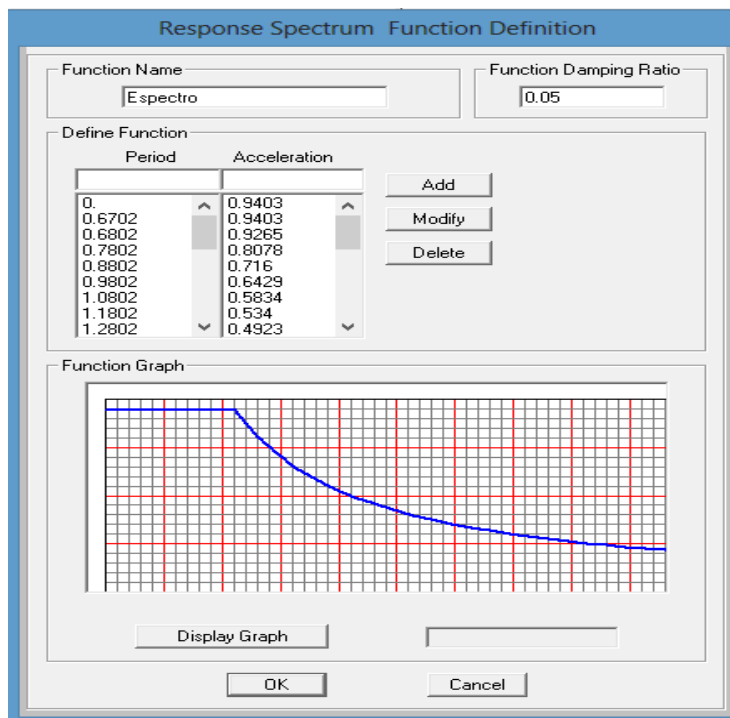 Response Spectrum Function Definition
Function Name
Function Damping Ratio
Espectro
0.05
Define Function
Period Acceleration
Add
Modify
Delete
0. 0.9403
0.6702 0.9403
0.6802 0.9265
0.7802 0.8078
0.8802 0.716
0.9802 0.6429
1.0802 0.5834
1.1802 0.534
1.2802 0.4923
Function Graph
Display Graph
OK Cancel